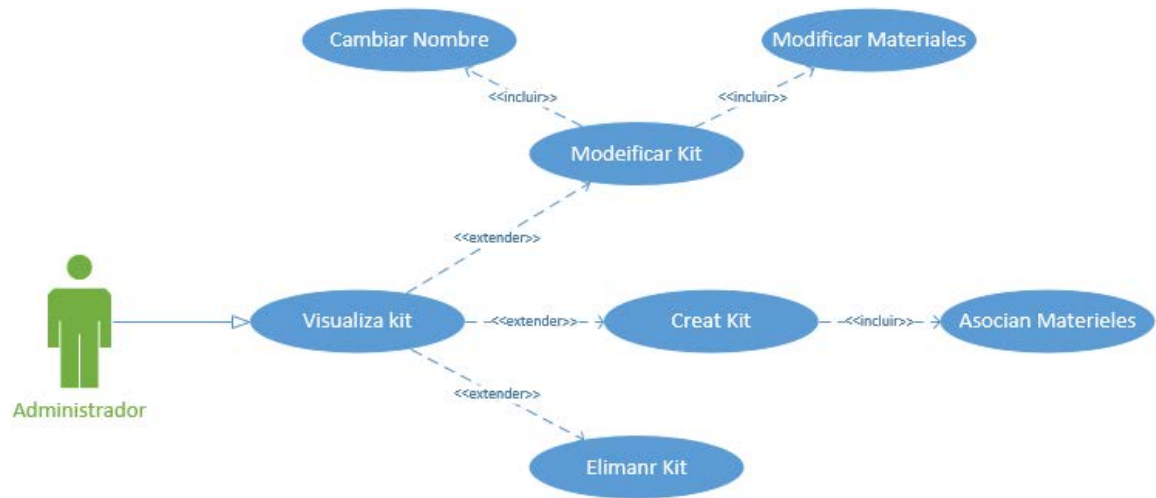 Cambiar Nombre
Modificar Materiales
<<incluir>>
<<incluir>>
Modeificar Kit
<<extender>>
Visualiza kit
<<extender>>
Creat Kit
<<incluir>>
Asocian Materieles
<<extender>>
Administrador
Elimanr Kit